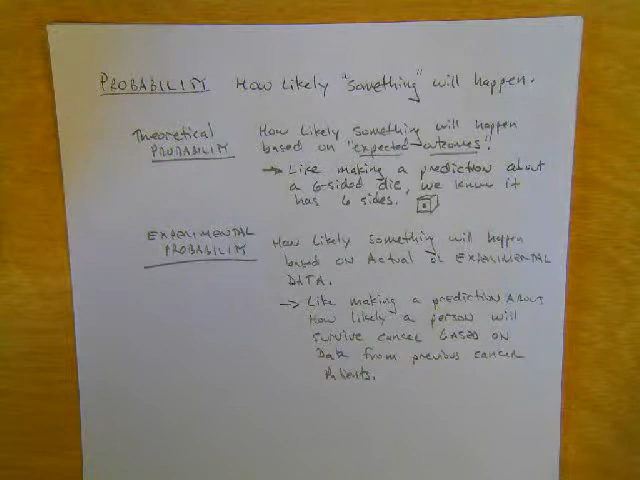 PROBABILITY How Likely "something" will happen.
Theoretical PROBABILITY
How Likely something will happen
based on "expected outcomes".
→ Like making a prediction about
a 6-sided die, we know it
has 6 sides.
EXPERIMENTAL PROBABILITY
How Likely something will happen
based on Actual or EXPERIMENTAL
DATA.
→ Like making a prediction About
How likely a person will
survive cancer BASED ON
Data from previous cancer
Patients.